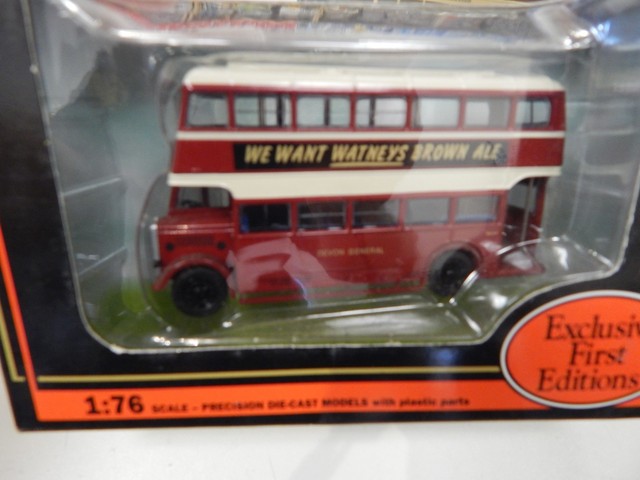 WE WANT WATNEYS BROWN ALE
DEVON GENERAL
Exclusiv
First
Editions
1:76 SCALE – PRECISION DIE-CAST MODELS with plastic parts